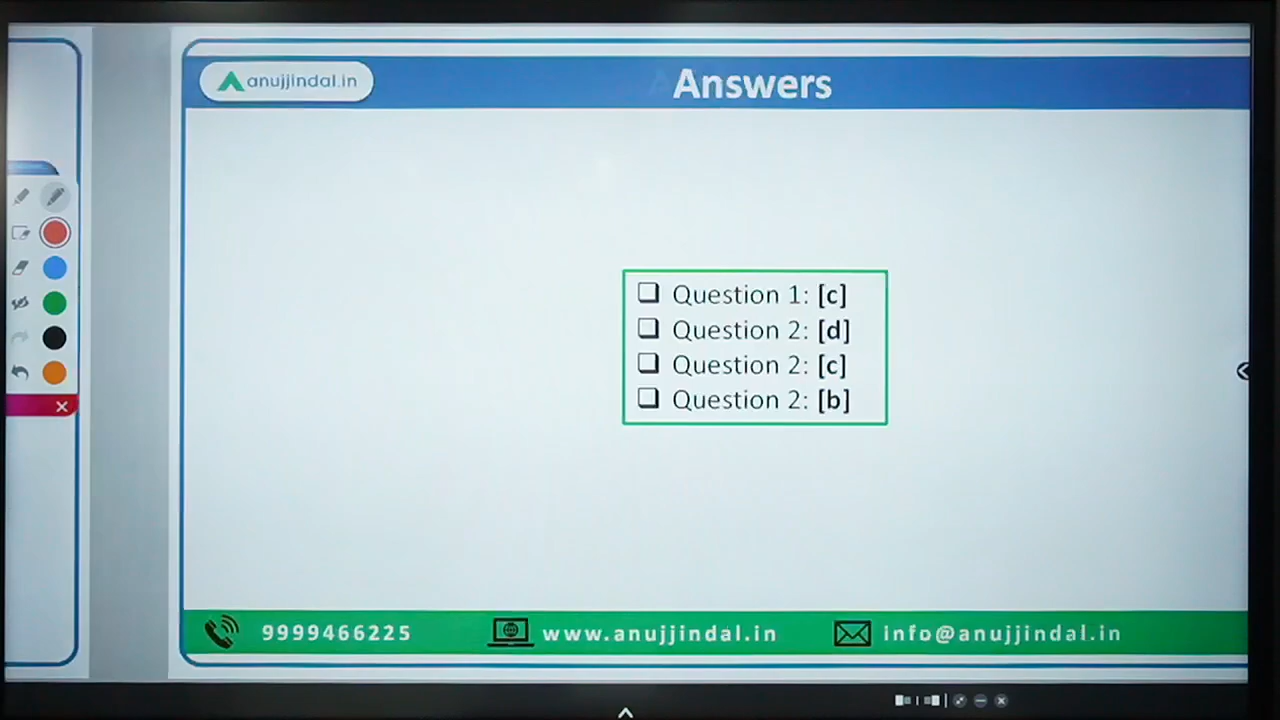 anujjindal.in
Answers
Question 1: [c]
Question 2: [d]
Question 2: [c]
Question 2: [b]
9999466225
www.anujjindal.in
info@anujjindal.in